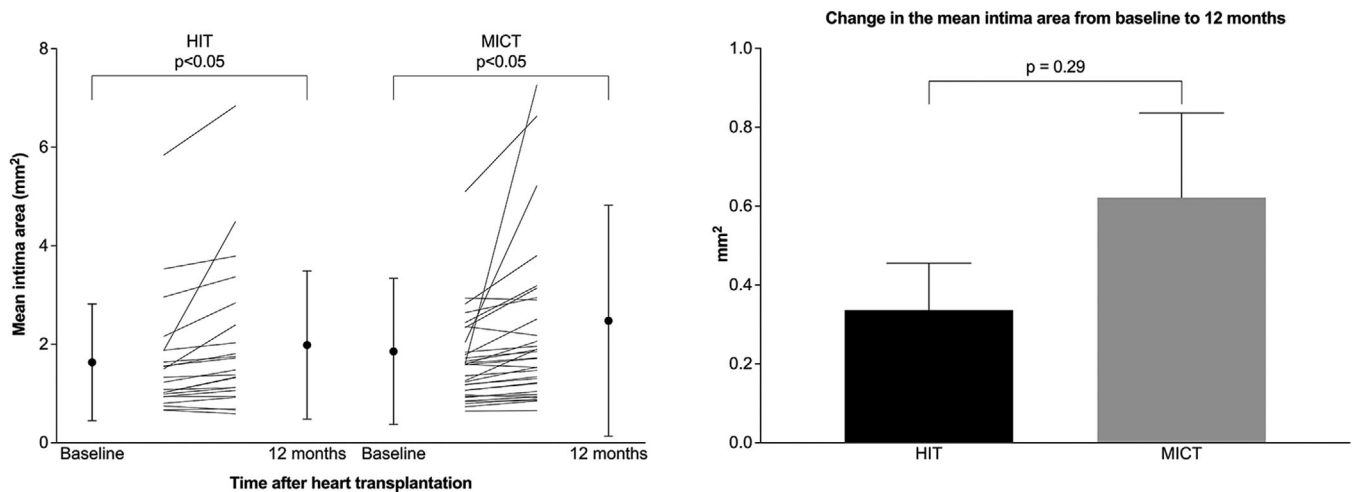 HIT
p<0.05
MICT
p<0.05
Mean intima area (mm²)
8
6
4
2
0
Baseline
12 months
Baseline
12 months
Time after heart transplantation
Change in the mean intima area from baseline to 12 months
p = 0.29
mm²
1.0
0.8
0.6
0.4
0.2
0.0
HIT
MICT